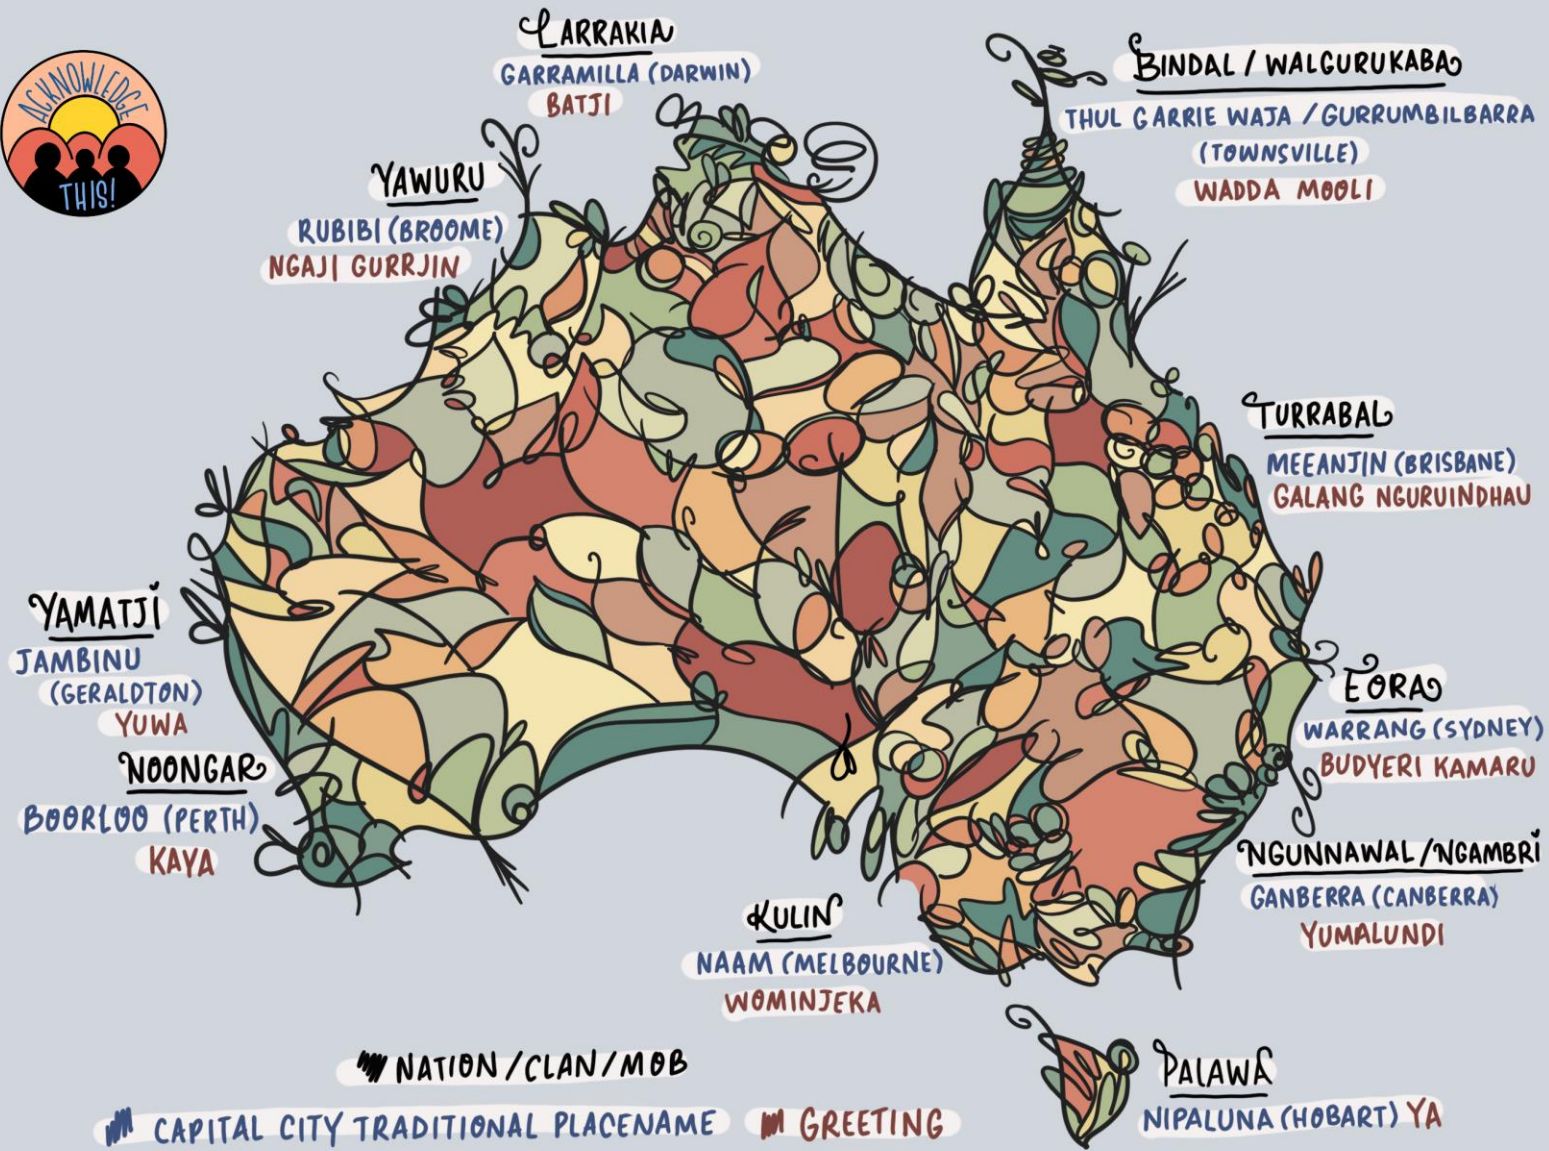 ACKNOWLEDGE
THIS!
LARRAKIA
GARRAMILLA (DARWIN)
BATJI
BINDAL / WALGURUKABA
THUL GARRIE WAJA / GURRUMBILBARRA
(TOWNSVILLE)
WADDA MOOLI
YAWURU
RUBIBI (BROOME)
NGAJI GURRJIN
TURRABAL
MEEANJIN (BRISBANE)
GALANG NGURUINDHAU
YAMATJI
JAMBINU
(GERALDTON)
YUWA
EORA
WARRANG (SYDNEY)
BUDYERI KAMARU
NOONGAR
BOORLOO (PERTH)
KAYA
NGUNNAWAL / NGAMBRI
GANBERRA (CANBERRA)
YUMALUNDI
KULIN
NAAM (MELBOURNE)
WOMINJEKA
PALAWA
NIPALUNA (HOBART) YA
NATION / CLAN / MOB
CAPITAL CITY TRADITIONAL PLACENAME
GREETING